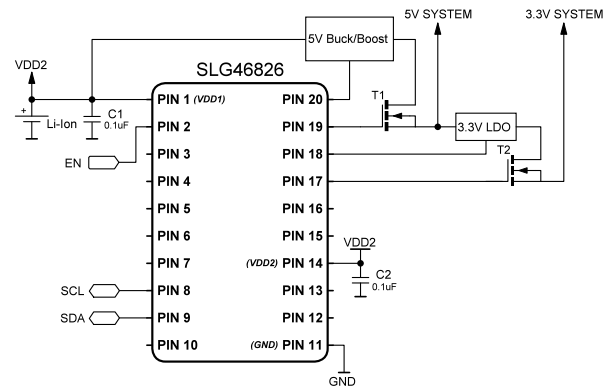 5V SYSTEM
3.3V SYSTEM
5V Buck/Boost
VDD2
SLG46826
T1
+
Li-Ion
C1
0.1uF
PIN 1 (VDD1)
PIN 20
PIN 2
PIN 19
3.3V LDO
EN
PIN 3
PIN 18
T2
PIN 4
PIN 17
PIN 5
PIN 16
PIN 6
PIN 15
VDD2
PIN 7
(VDD2) PIN 14
C2
0.1uF
SCL
PIN 8
PIN 13
SDA
PIN 9
PIN 12
PIN 10
(GND) PIN 11
GND